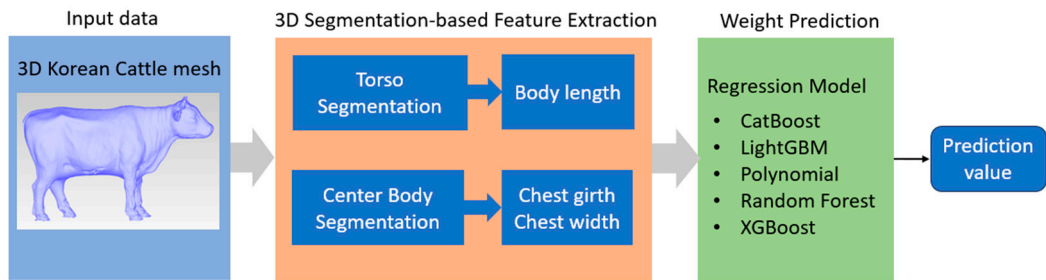 Input data
3D Korean Cattle mesh
3D Segmentation-based Feature Extraction
Torso
Segmentation
Body length
Center Body
Segmentation
Chest girth
Chest width
Weight Prediction
Regression Model
• CatBoost
• LightGBM
• Polynomial
• Random Forest
• XGBoost
Prediction
value